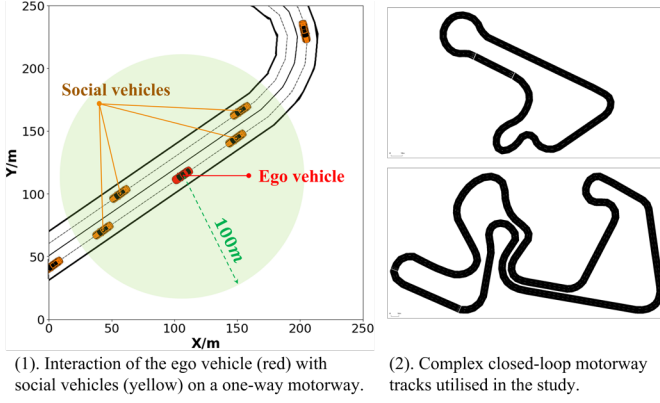 250
200
150
100
50
0
Y/m
Social vehicles
Ego vehicle
100m
0 50 100 150 200 250
X/m
(1). Interaction of the ego vehicle (red) with
social vehicles (yellow) on a one-way motorway.
(2). Complex closed-loop motorway
tracks utilised in the study.